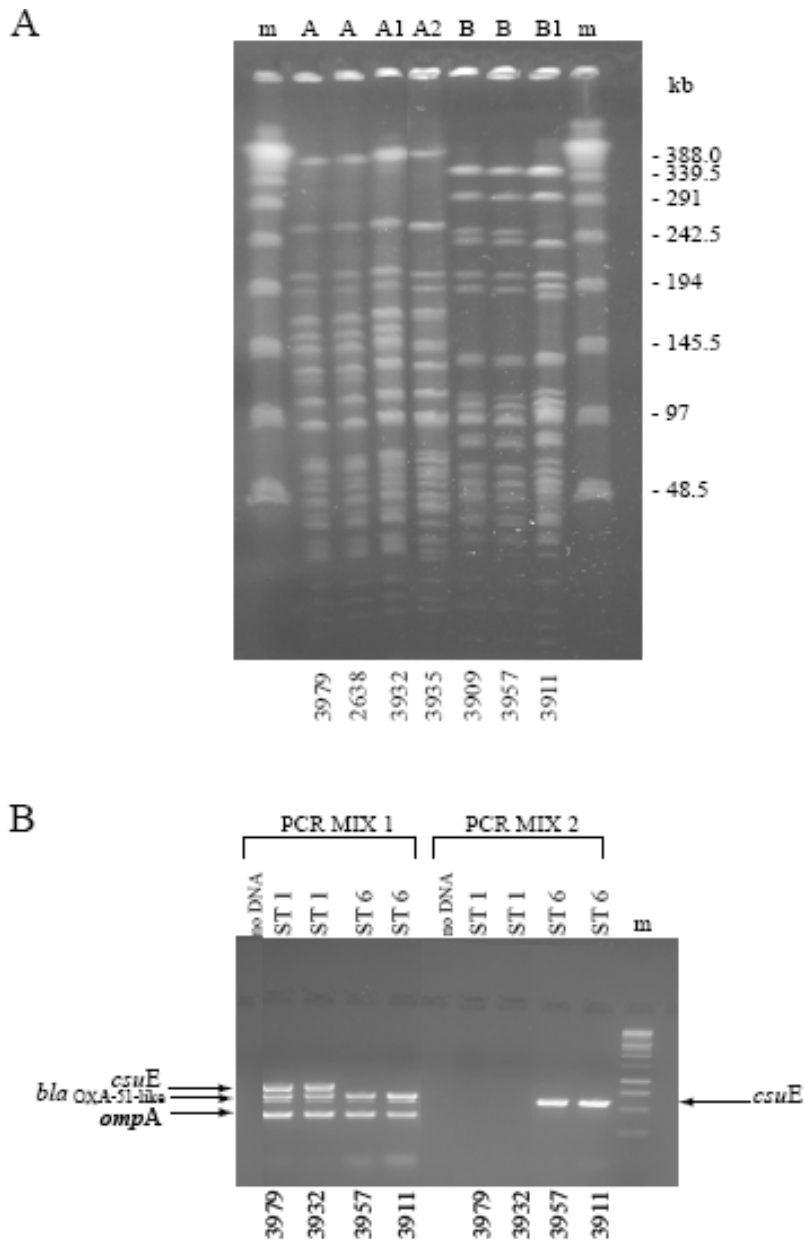 A
m A A A1 A2 B B B1 m
kb
- 388.0
- 339.5
- 291
- 242.5
- 194
- 145.5
- 97
- 48.5
3979 2638 3932 3935 3909 3957 3911
B
PCR MIX 1 PCR MIX 2
no DNA ST 1 ST 1 ST 6 ST 6 no DNA ST 1 ST 1 ST 6 ST 6 m
csuE
bla OXA-51-like
ompA
csuE
3979 3932 3957 3911 3979 3932 3957 3911